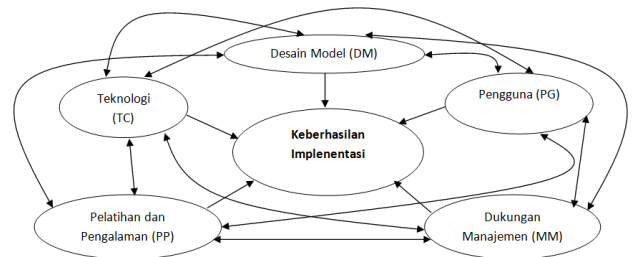 Desain Model (DM)
Teknologi
(TC)
Pengguna (PG)
Keberhasilan
Implenentasi
Pelatihan dan
Pengalaman (PP)
Dukungan
Manajemen (MM)